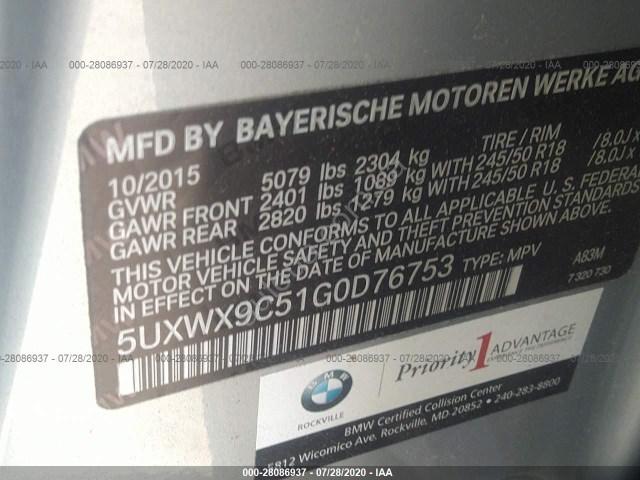 000-28086937 - 07/28/2020 - IAA
MFD BY BAYERISCHE MOTOREN WERKE AG
10/2015
TIRE / RIM
GVWR 5079 lbs 2304 kg
GAWR FRONT 2401 lbs 1089 kg WITH 245/50 R18 /8.0J
GAWR REAR 2820 lbs 1279 kg WITH 245/50 R18 /8.0J X
THIS VEHICLE CONFORMS TO ALL APPLICABLE U.S. FEDERAL
MOTOR VEHICLE SAFETY AND THEFT PREVENTION STANDARDS
IN EFFECT ON THE DATE OF MANUFACTURE SHOWN ABOVE
5UXWX9C51G0D76753 TYPE: MPV A83M
7 320 730
BMW
ROCKVILLE
Priority 1 ADVANTAGE
BMW Certified Collision Center
5812 Wicomico Ave. Rockville, MD 20852 • 240-283-8800
000-28086937 - 07/28/2020 - IAA